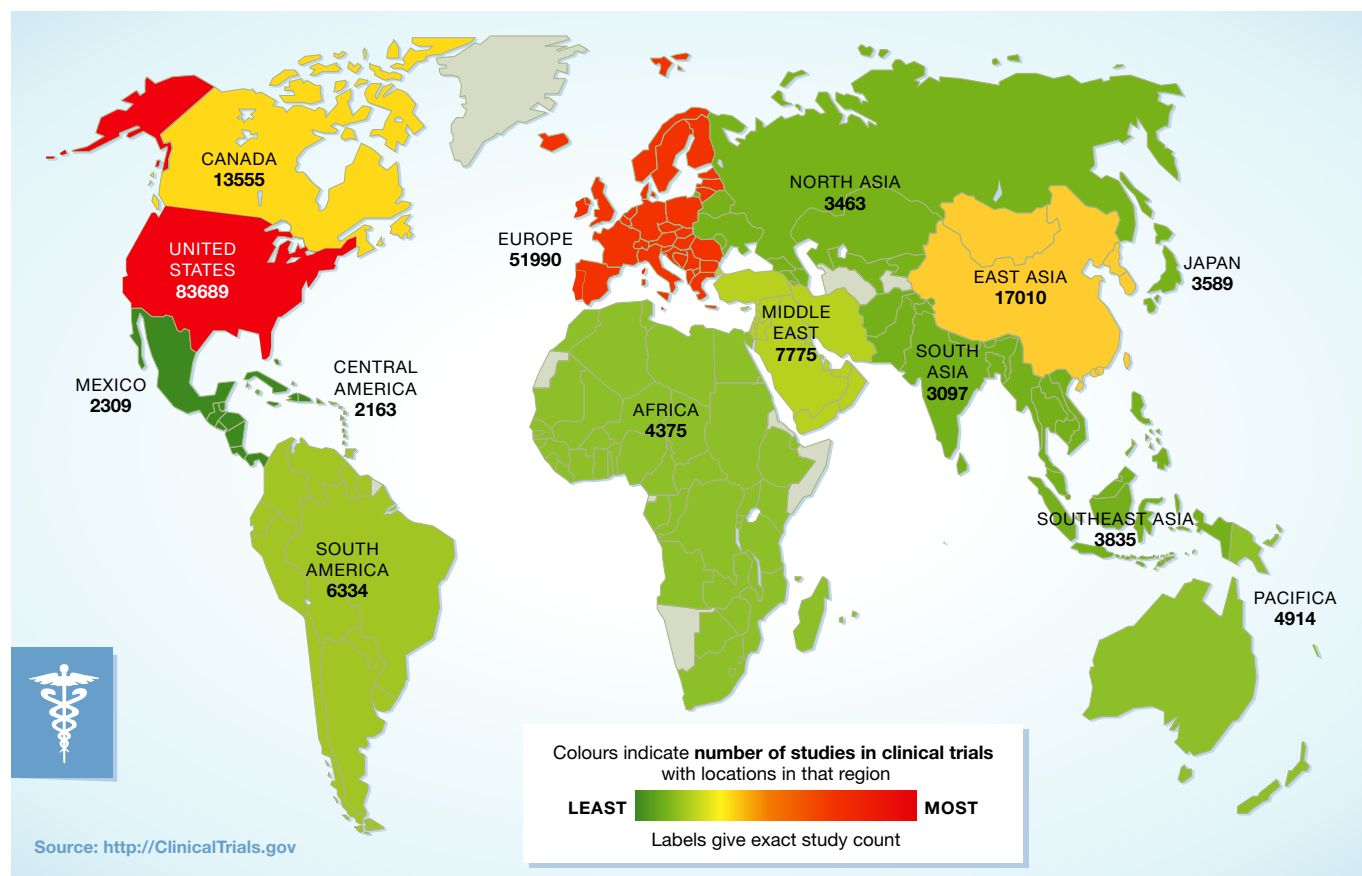 CANADA
13555
UNITED
STATES
83689
MEXICO
2309
CENTRAL
AMERICA
2163
SOUTH
AMERICA
6334
EUROPE
51990
AFRICA
4375
MIDDLE
EAST
7775
NORTH ASIA
3463
EAST ASIA
17010
JAPAN
3589
SOUTH
ASIA
3097
SOUTHEAST ASIA
3835
PACIFICA
4914
Colours indicate number of studies in clinical trials
with locations in that region
LEAST MOST
Labels give exact study count
Source: http://ClinicalTrials.gov